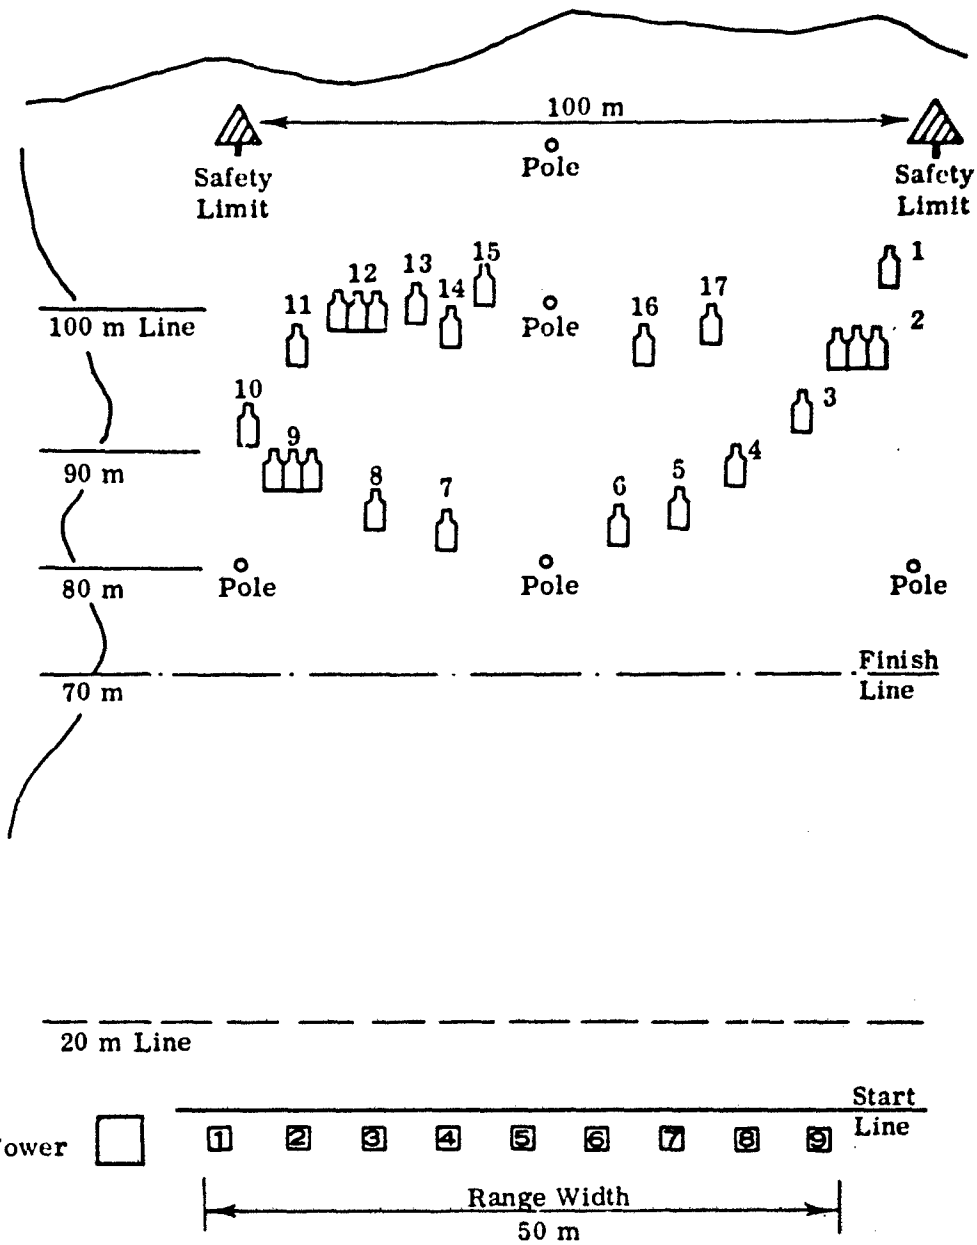 100 m
Pole
Safety
Limit
Safety
Limit
1
15
13
12
14
17
11
16
2
Pole
100 m Line
3
10
9
4
90 m
8
7
6
5
Pole
Pole
Pole
80 m
Finish
Line
70 m
20 m Line
Start
Line
1 2 3 4 5 6 7 8 9
Range Width
50 m